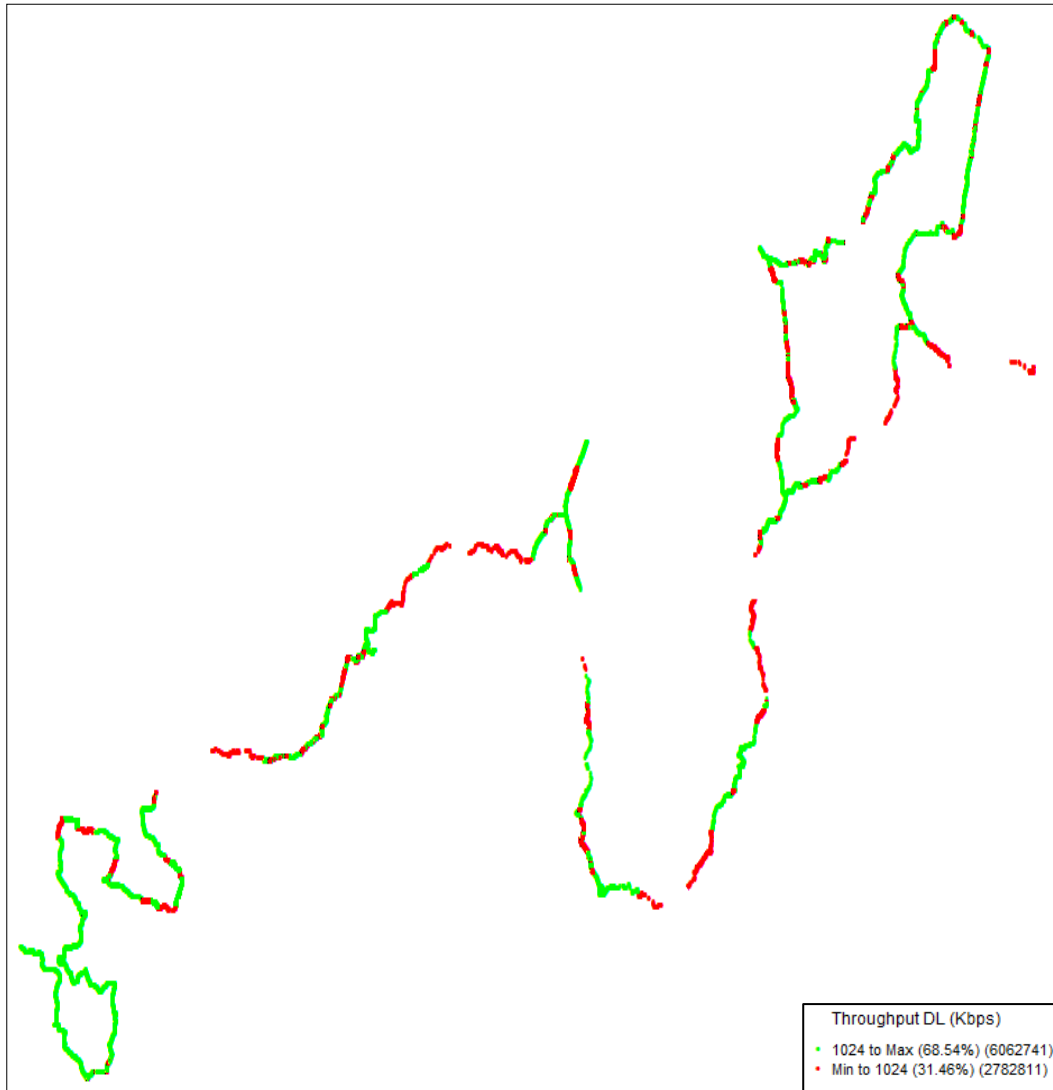 Throughput DL (Kbps)
1024 to Max (68.54%) (6062741)
Min to 1024 (31.46%) (2782811)